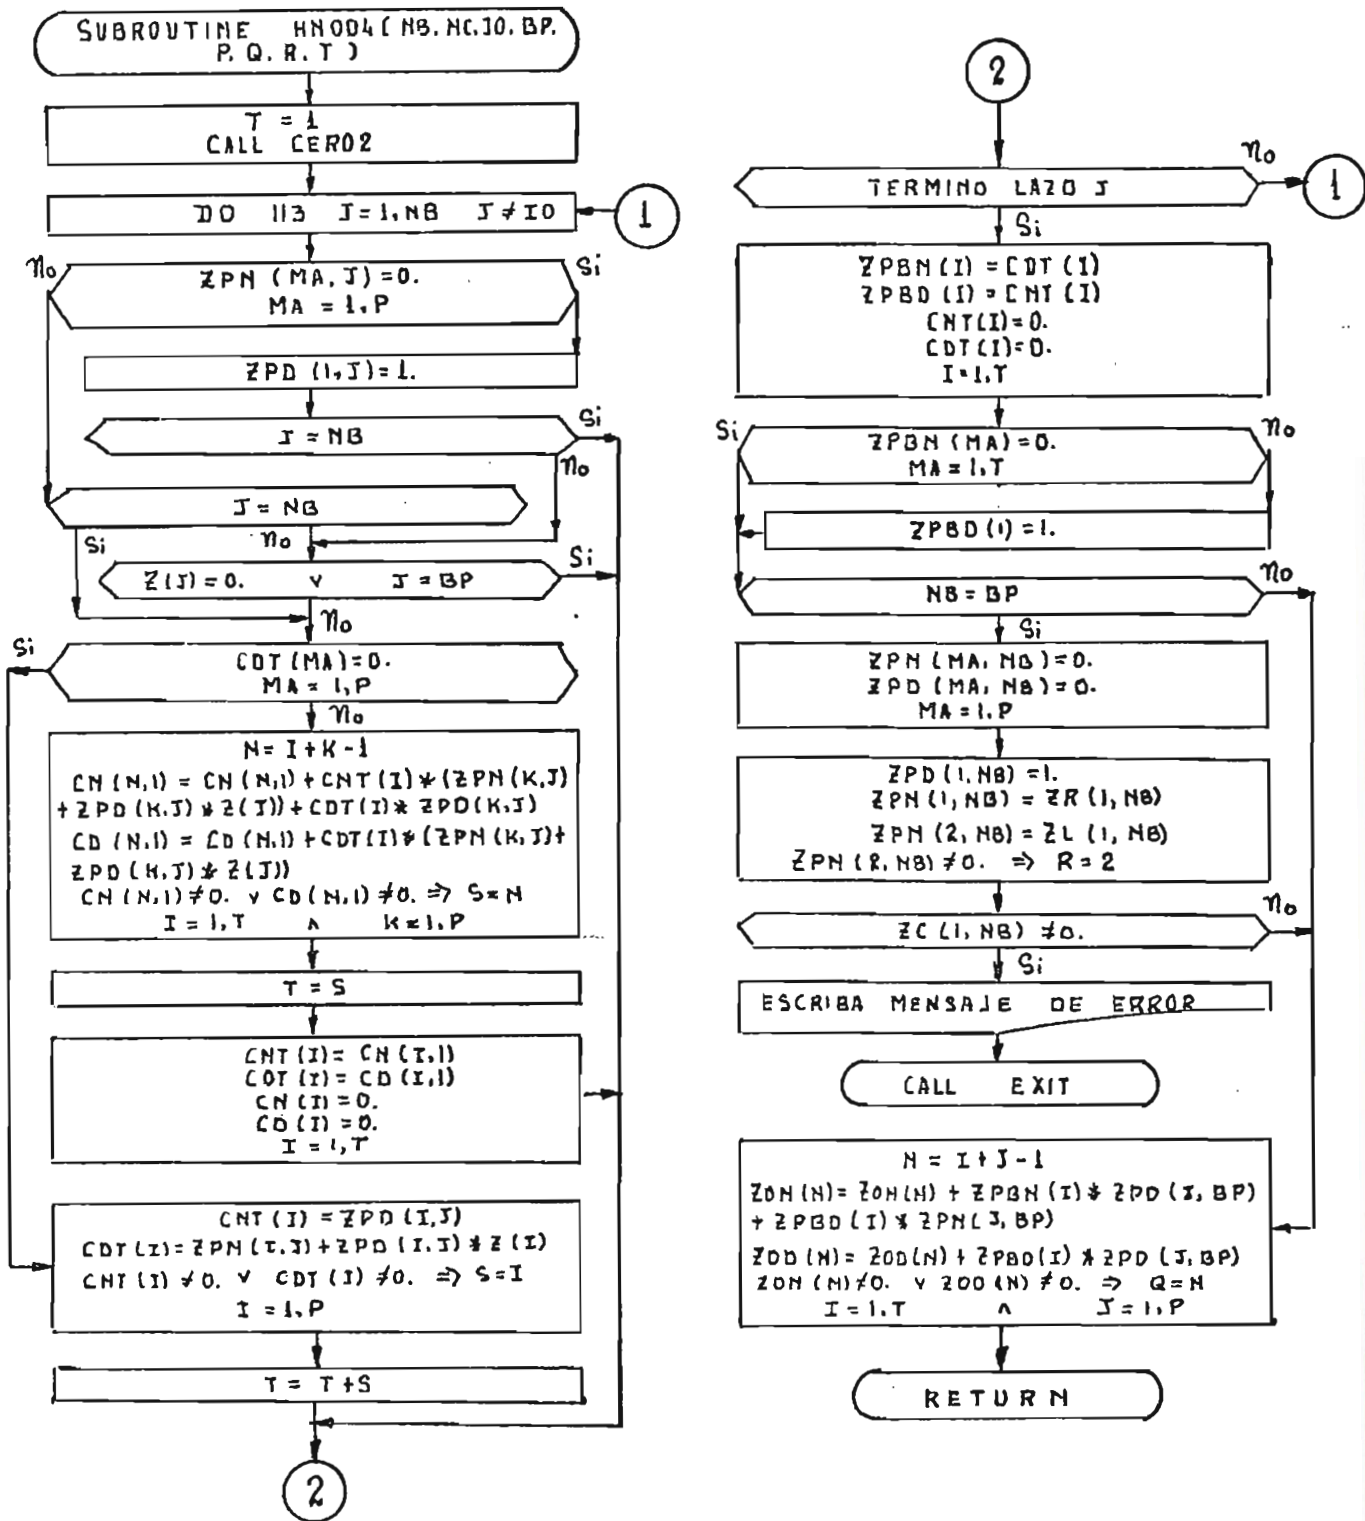 SUBROUTINE HNOD4( NB. NC. JO. BP.
P. Q. R. T )
T = 1
CALL CERO2
DO 113 J=1,NB J≠IO
1
No
Si
ZPN (MA, J)=0.
MA = 1,P
ZPD (1,J)=1.
I = NB
Si
No
J = NB
Si
No
Z(J)=0. v J=BP
Si
No
Si
CDT (MA)=0.
MA = 1,P
No
N= I+K-1
CN (N,1) = CN (N,1) + CNT (I) * (ZPN (K,J)
+ ZPD (K,J) * Z(J)) + CDT(I)* ZPD(K,J)
CD (N,1) = CD (N,1) +CDT(I)*(ZPN(K,J)+
ZPD(K,J)* Z(J))
CN (N,1) ≠0. v CD (N,1) ≠0. ⇒ S=N
I = 1,T ∧ K=1,P
T = S
CNT (I)= CN (I,1)
CDT (I)= CD (I,1)
CN (I)=0.
CD (I)=0.
I = 1,T
CNT (I) = ZPD (I,J)
CDT (I)= ZPN (I,J)+ZPD (I,J) * Z (I)
CNT (I) ≠0. v CDT (I) ≠0. ⇒ S=I
I = 1,P
T = T+S
2
2
TERMINO LAZO J
No
1
Si
ZPBN (I) = CDT (I)
ZPBD (I) = CNT (I)
CNT(I)=0.
CDT(I)=0.
I=1,T
Si
ZPBN (MA)=0.
MA=1,T
No
ZPBD (1)=1.
NB=BP
No
Si
ZPN (MA, NB)=0.
ZPD (MA, NB)=0.
MA=1,P
ZPD (1,NB)=1.
ZPN (1,NB)= ZR (1,NB)
ZPN (2,NB)= ZL (1,NB)
ZPN (2,NB) ≠0. ⇒ R=2
ZC (1,NB) ≠0.
No
Si
ESCRIBA MENSAJE DE ERROR
CALL EXIT
N = I+J-1
ZON (N)= ZON(N) + ZPBN (I) * ZPD (I,BP)
+ ZPBD (I) * ZPN( J,BP)
ZOD (N)= ZOD(N) + ZPBD(I) * ZPD (J,BP)
ZON (N)≠0. v ZOD (N) ≠0. ⇒ Q=N
I=1,T ∧ J=1,P
RETURN